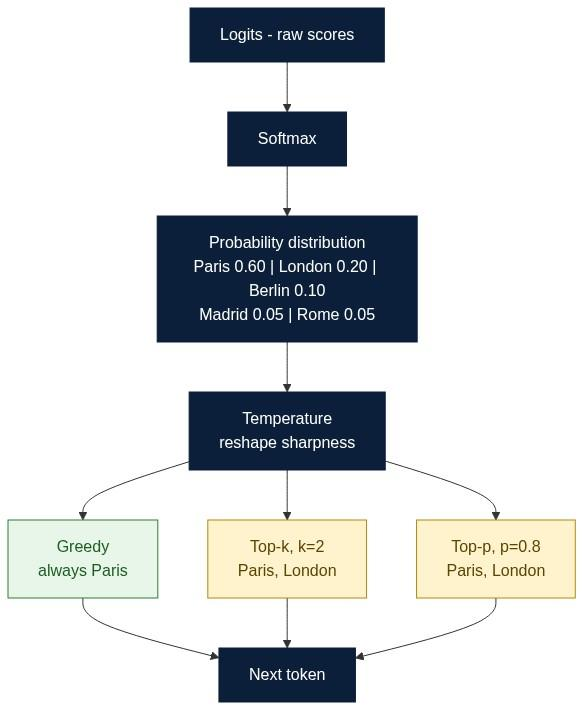 Logits - raw scores
Softmax
Probability distribution
Paris 0.60 | London 0.20 |
Berlin 0.10
Madrid 0.05 | Rome 0.05
Temperature
reshape sharpness
Greedy
always Paris
Top-k, k=2
Paris, London
Top-p, p=0.8
Paris, London
Next token